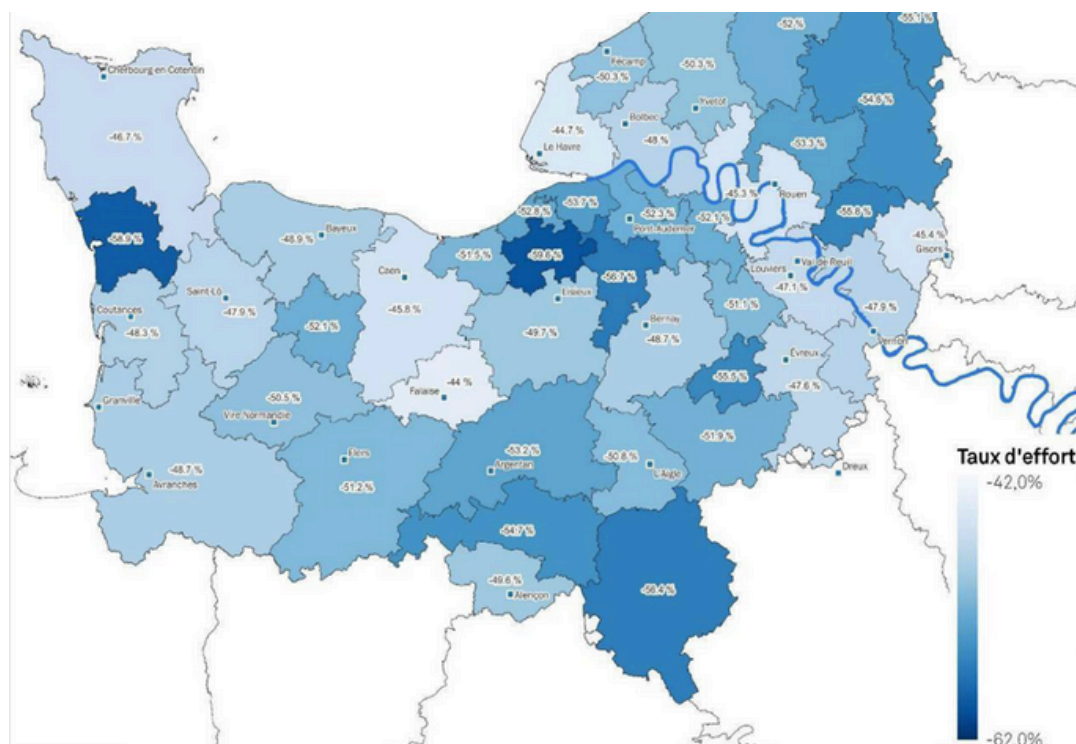 -52 %
-55.1 %
Fécamp
-50.3 %
-50.3 %
Cherbourg en Cotentin
-54.6 %
Yvetot
Bolbec
-44.7 %
-48 %
-46.7 %
-53.3 %
Le Havre
-45.3 %
Rouen
-53.7 %
-52.8 %
-52.3 %
-52.1 %
-55.6 %
Pont-Audemer
-45.4 %
Gisors
-58.9 %
-48.9 %
Bayeux
-51.5 %
-59.6 %
Val de Reuil
Louviers
-47.1 %
Caen
-56.7 %
Saint-Lô
-47.9 %
Lisieux
-51.1 %
-47.9 %
Coutances
-48.3 %
-52.1 %
-45.8 %
-49.7 %
Bernay
-48.7 %
Vernon
Évreux
-47.6 %
-55.5 %
Falaise
-44 %
Granville
-50.5 %
Vire Normandie
-51.9 %
-53.2 %
Argentan
-50.8 %
L'Aigle
Flers
-51.2 %
-48.7 %
Avranches
Dreux
Taux d'effort
-42,0%
-54.7 %
-49.6 %
Alençon
-56.4 %
-62,0%